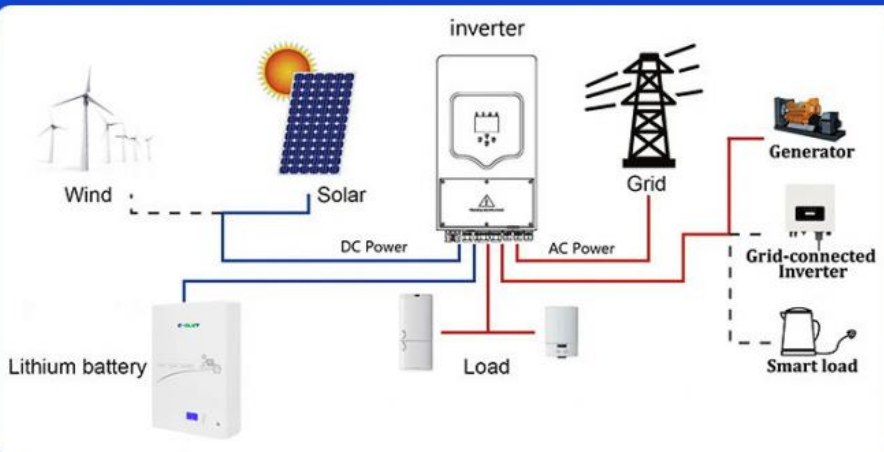 inverter
Wind
Solar
Grid
Generator
DC Power
AC Power
Grid-connected
Inverter
Lithium battery
Load
Smart load